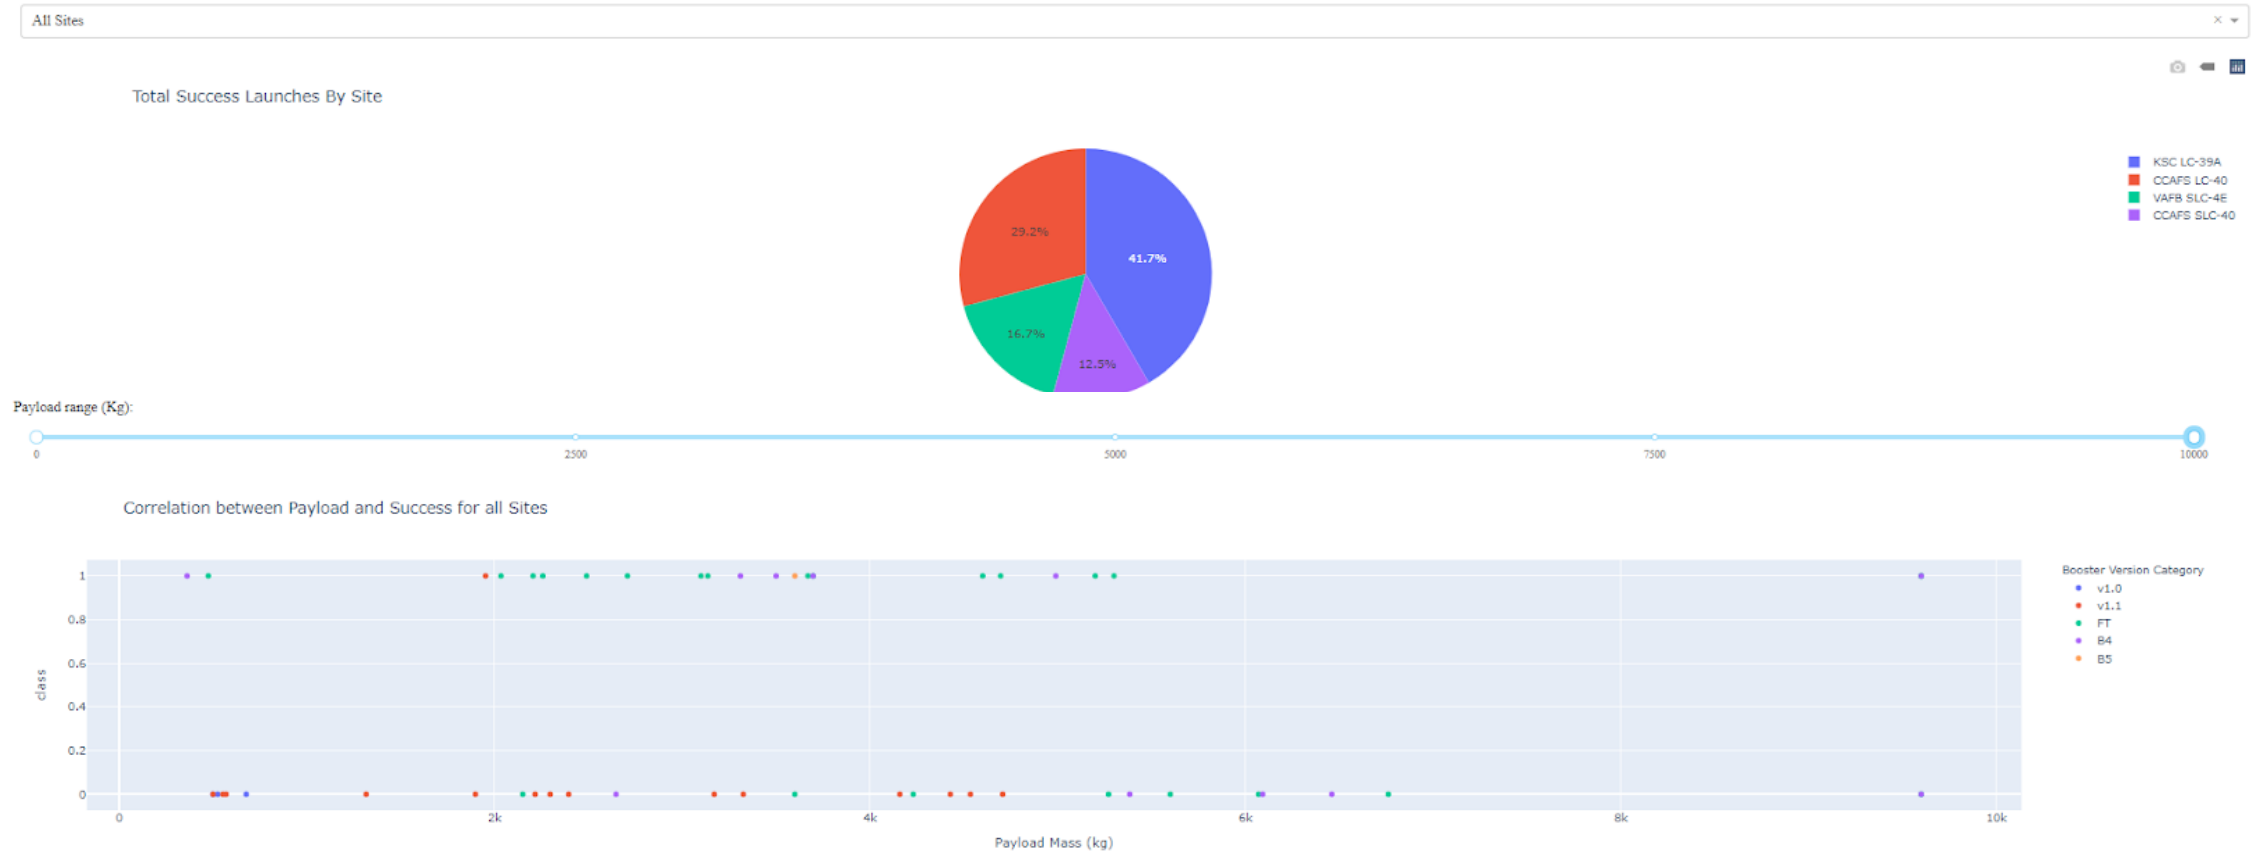 All Sites
Total Success Launches By Site
KSC LC-39A
CCAFS LC-40
VAFB SLC-4E
CCAFS SLC-40
29.2%
41.7%
16.7%
12.5%
Payload range (Kg):
0 2500 5000 7500 10000
Correlation between Payload and Success for all Sites
Booster Version Category
v1.0
v1.1
FT
B4
B5
1
0.8
0.6
0.4
0.2
0
class
0 2k 4k 6k 8k 10k
Payload Mass (kg)